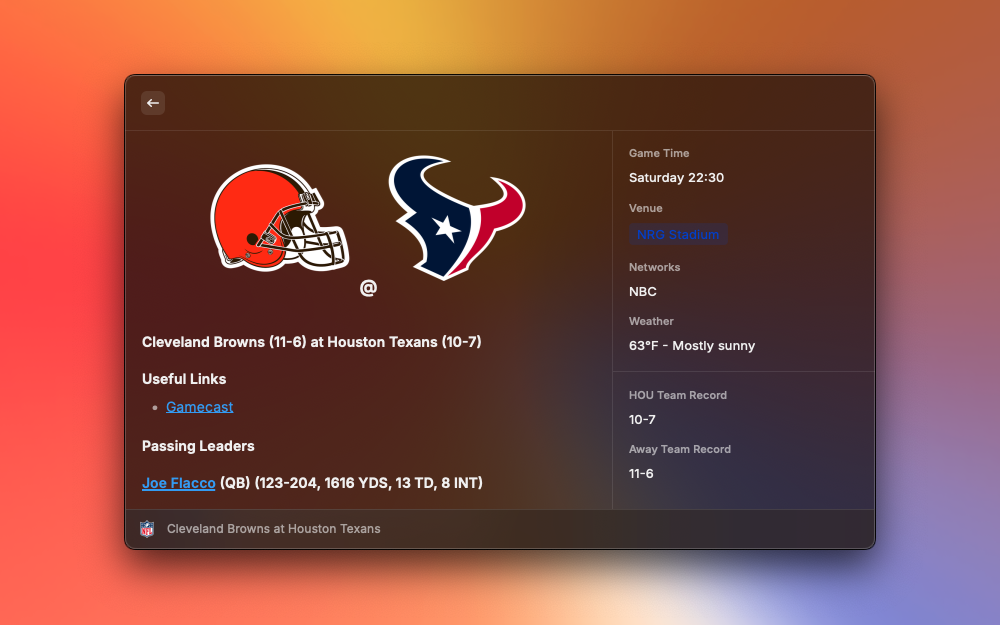 @
Cleveland Browns (11-6) at Houston Texans (10-7)
Useful Links
Gamecast
Passing Leaders
Joe Flacco (QB) (123-204, 1616 YDS, 13 TD, 8 INT)
Game Time
Saturday 22:30
Venue
NRG Stadium
Networks
NBC
Weather
63°F - Mostly sunny
HOU Team Record
10-7
Away Team Record
11-6
NFL
Cleveland Browns at Houston Texans